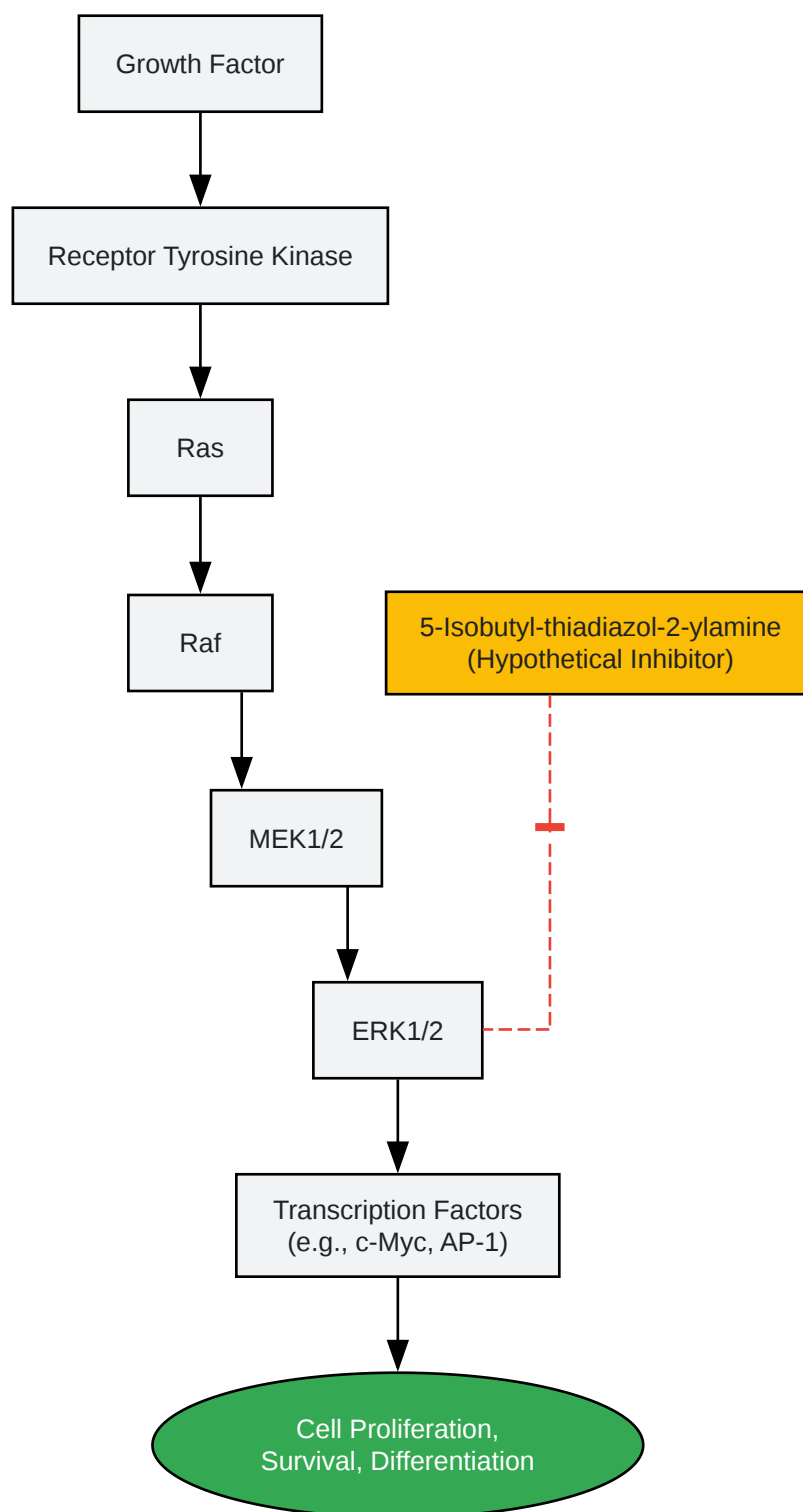 Growth Factor
Receptor Tyrosine Kinase
Ras
Raf
5-Isobutyl-thiadiazol-2-ylamine
(Hypothetical Inhibitor)
MEK1/2
ERK1/2
Transcription Factors
(e.g., c-Myc, AP-1)
Cell Proliferation,
Survival, Differentiation